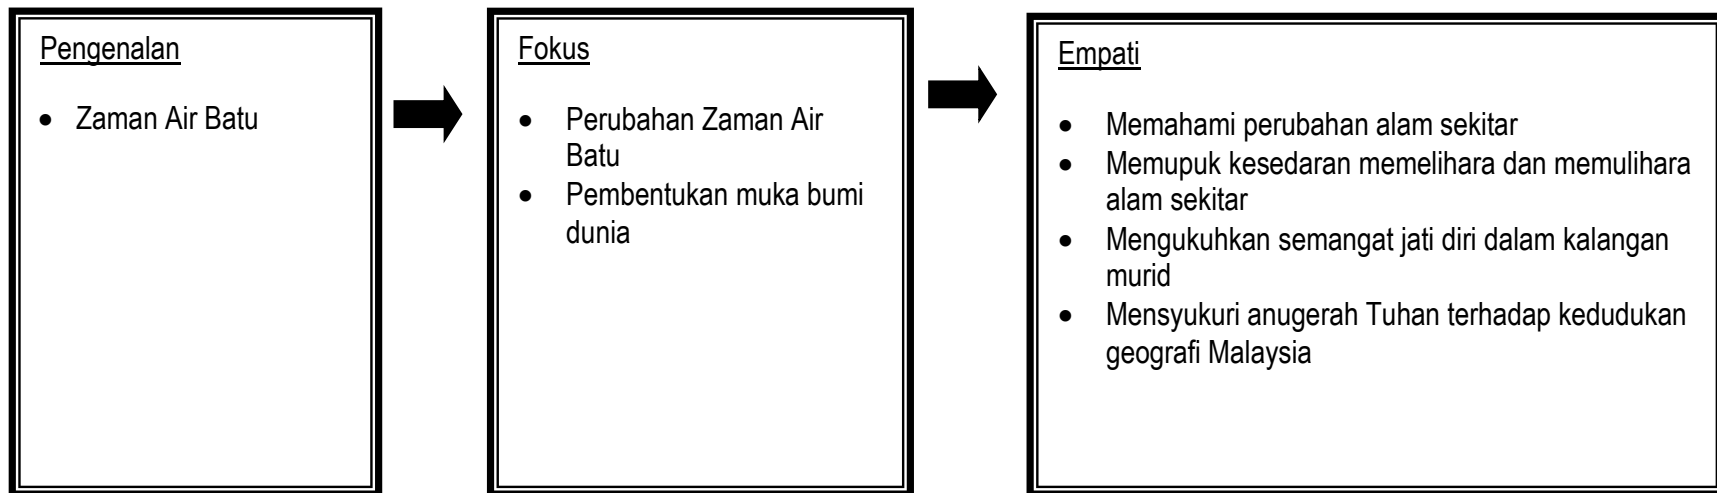 Pengenalan
• Zaman Air Batu
Fokus
• Perubahan Zaman Air
Batu
• Pembentukan muka bumi
dunia
Empati
• Memahami perubahan alam sekitar
• Memupuk kesedaran memelihara dan memulihara
alam sekitar
• Mengukuhkan semangat jati diri dalam kalangan
murid
• Mensyukuri anugerah Tuhan terhadap kedudukan
geografi Malaysia